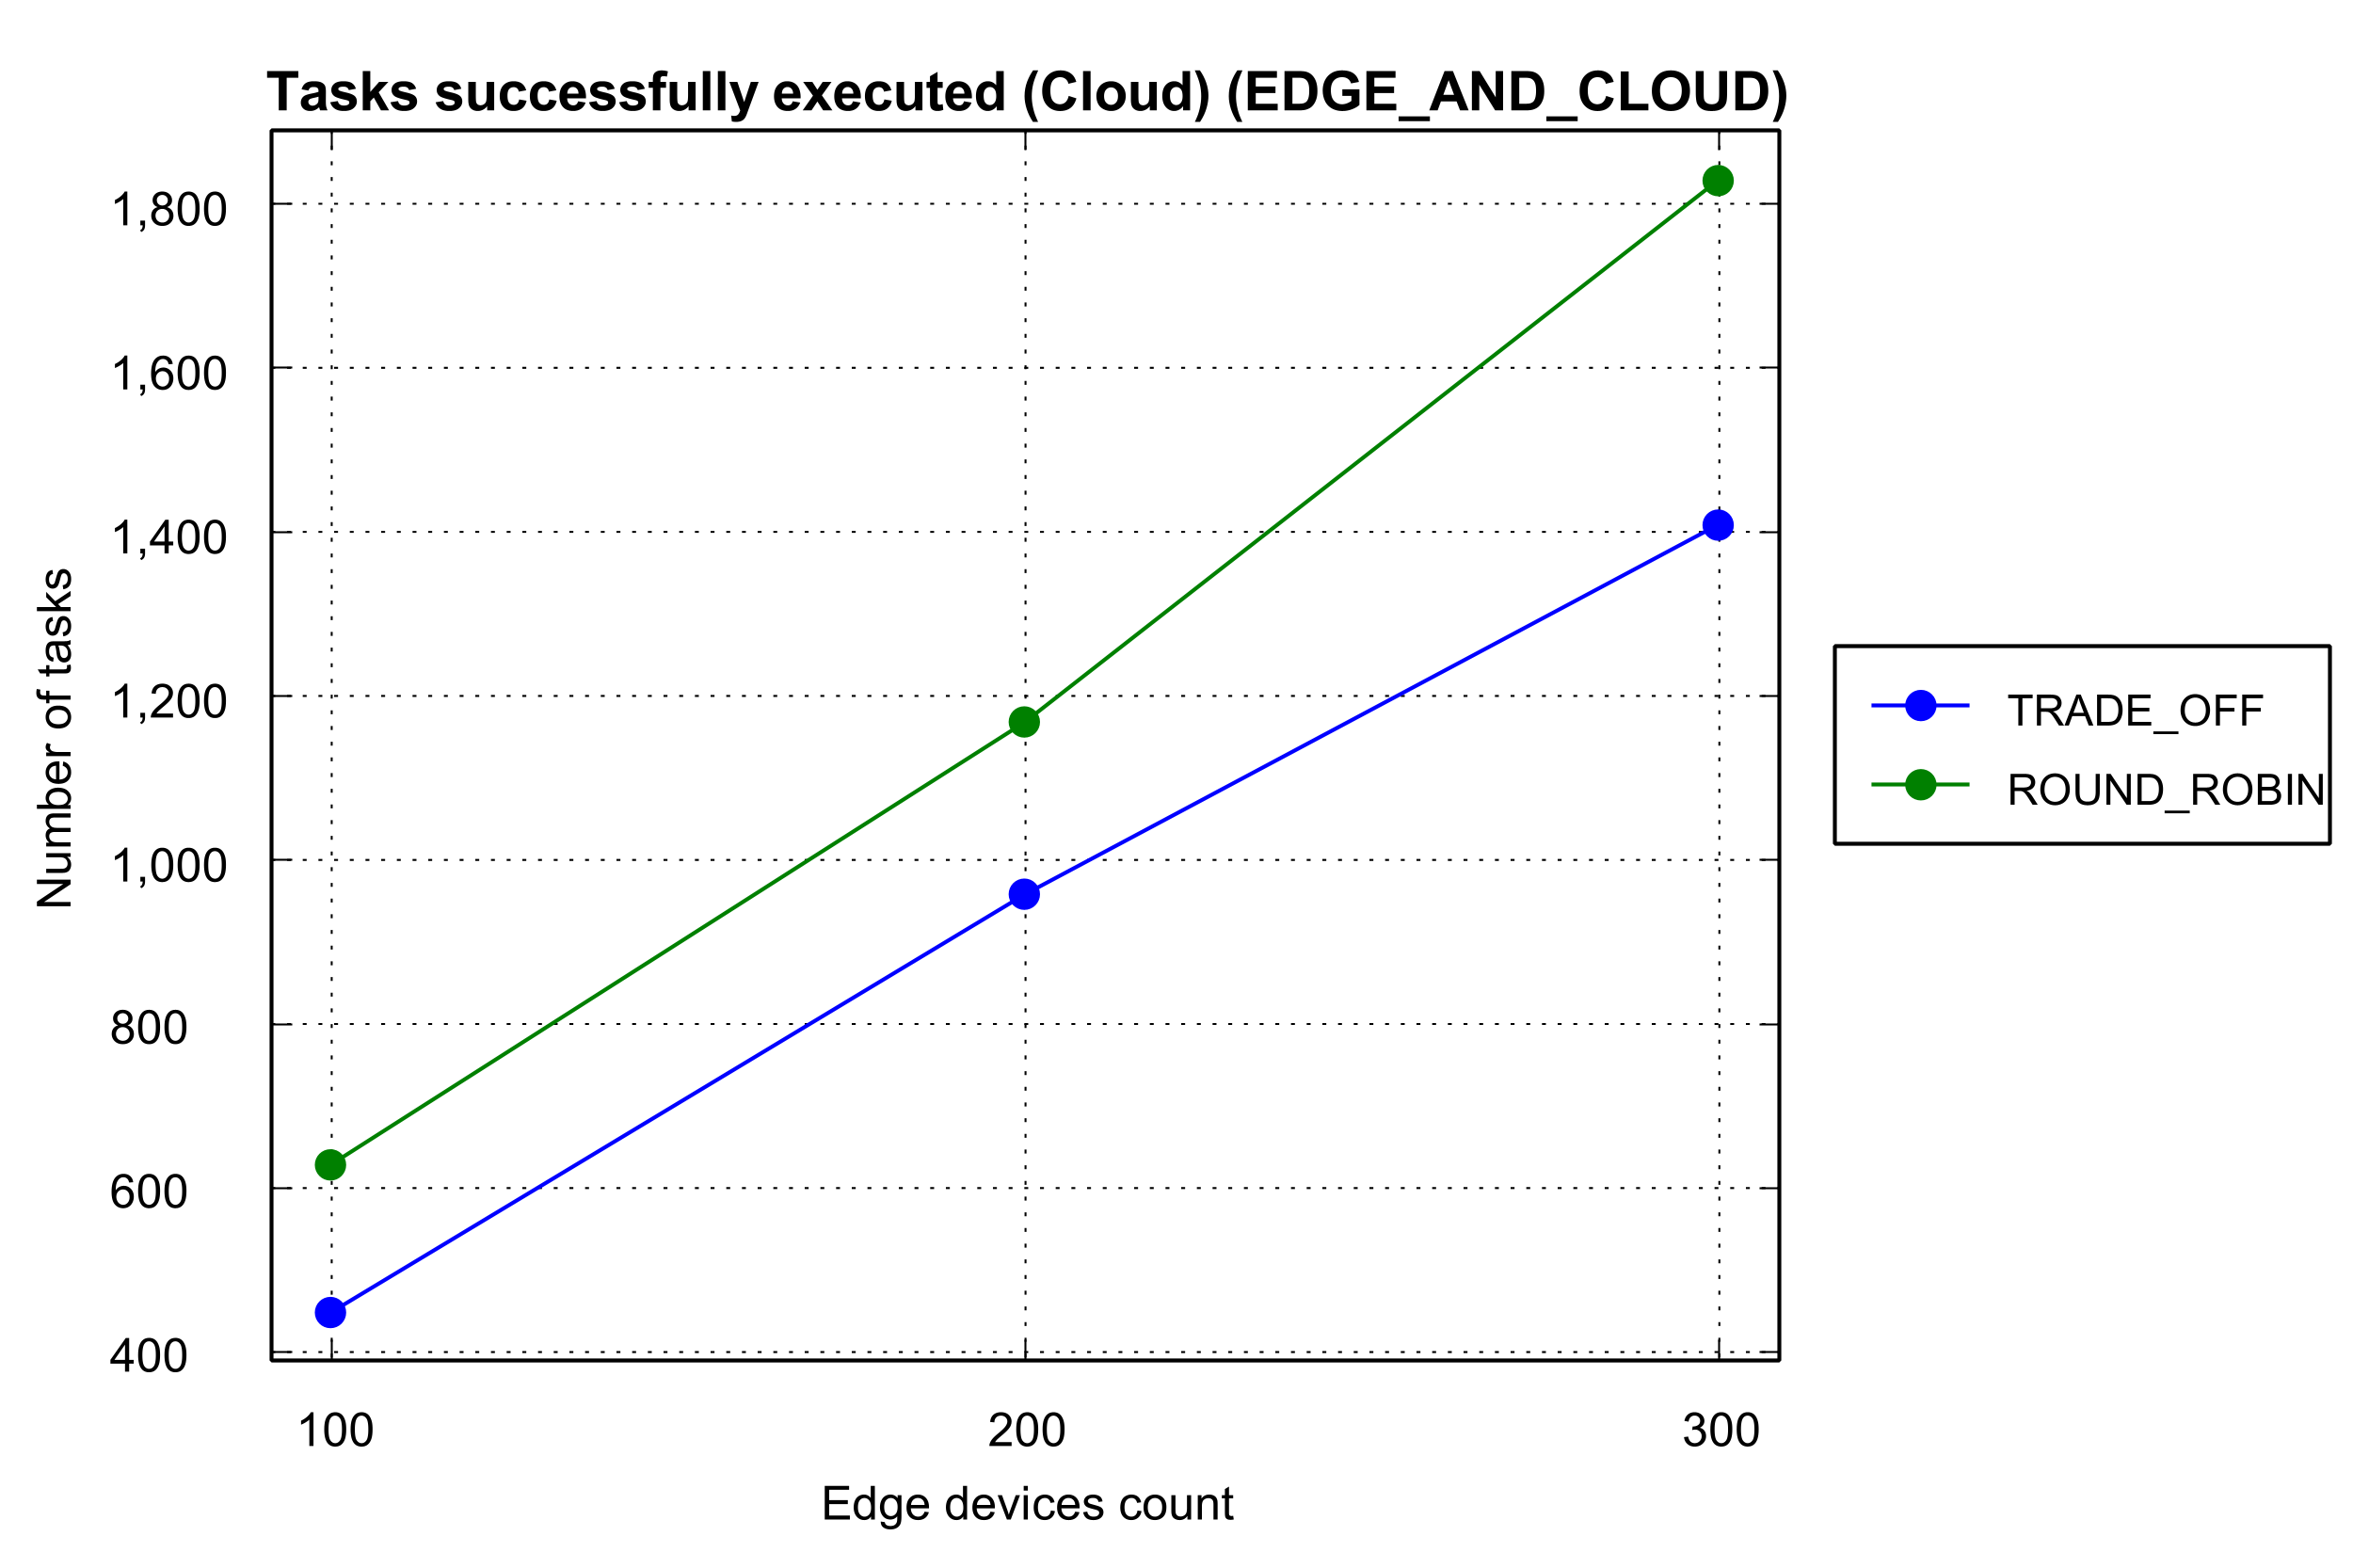 Tasks successfully executed (Cloud)(EDGE_AND_CLOUD)
1,800
1,600
1,400
1,200
1,000
800
600
400
Number of tasks
100 200 300
Edge devices count
TRADE_OFF
ROUND_ROBIN